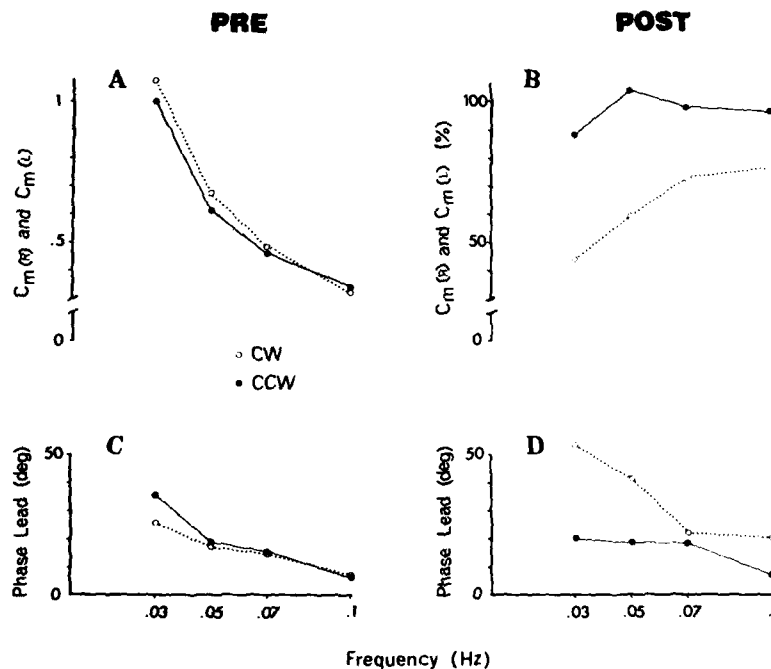 PRE
POST
A
B
1
.5
0
Cm(R) and Cm(L)
100
50
0
Cm(R) and Cm(L) (%)
CW
CCW
C
D
50
0
Phase Lead (deg)
50
0
Phase Lead (deg)
.03 .05 .07 .1
.03 .05 .07 .1
Frequency (Hz)